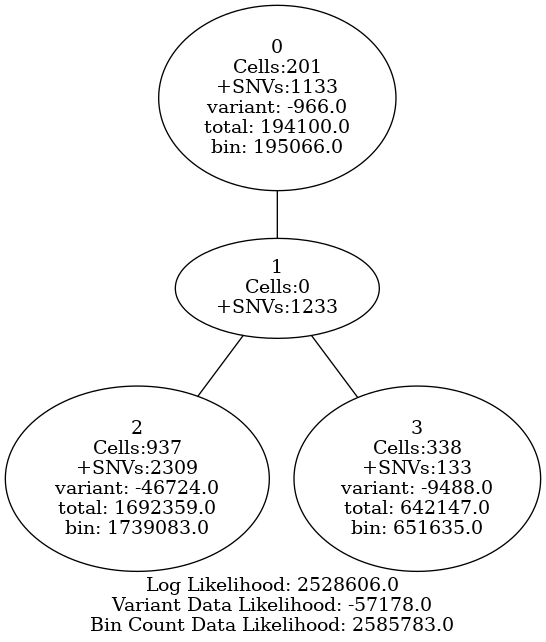 0
Cells:201
+SNVs:1133
variant: -966.0
total: 194100.0
bin: 195066.0
1
Cells:0
+SNVs:1233
2
Cells:937
+SNVs:2309
variant: -46724.0
total: 1692359.0
bin: 1739083.0
3
Cells:338
+SNVs:133
variant: -9488.0
total: 642147.0
bin: 651635.0
Log Likelihood: 2528606.0
Variant Data Likelihood: -57178.0
Bin Count Data Likelihood: 2585783.0